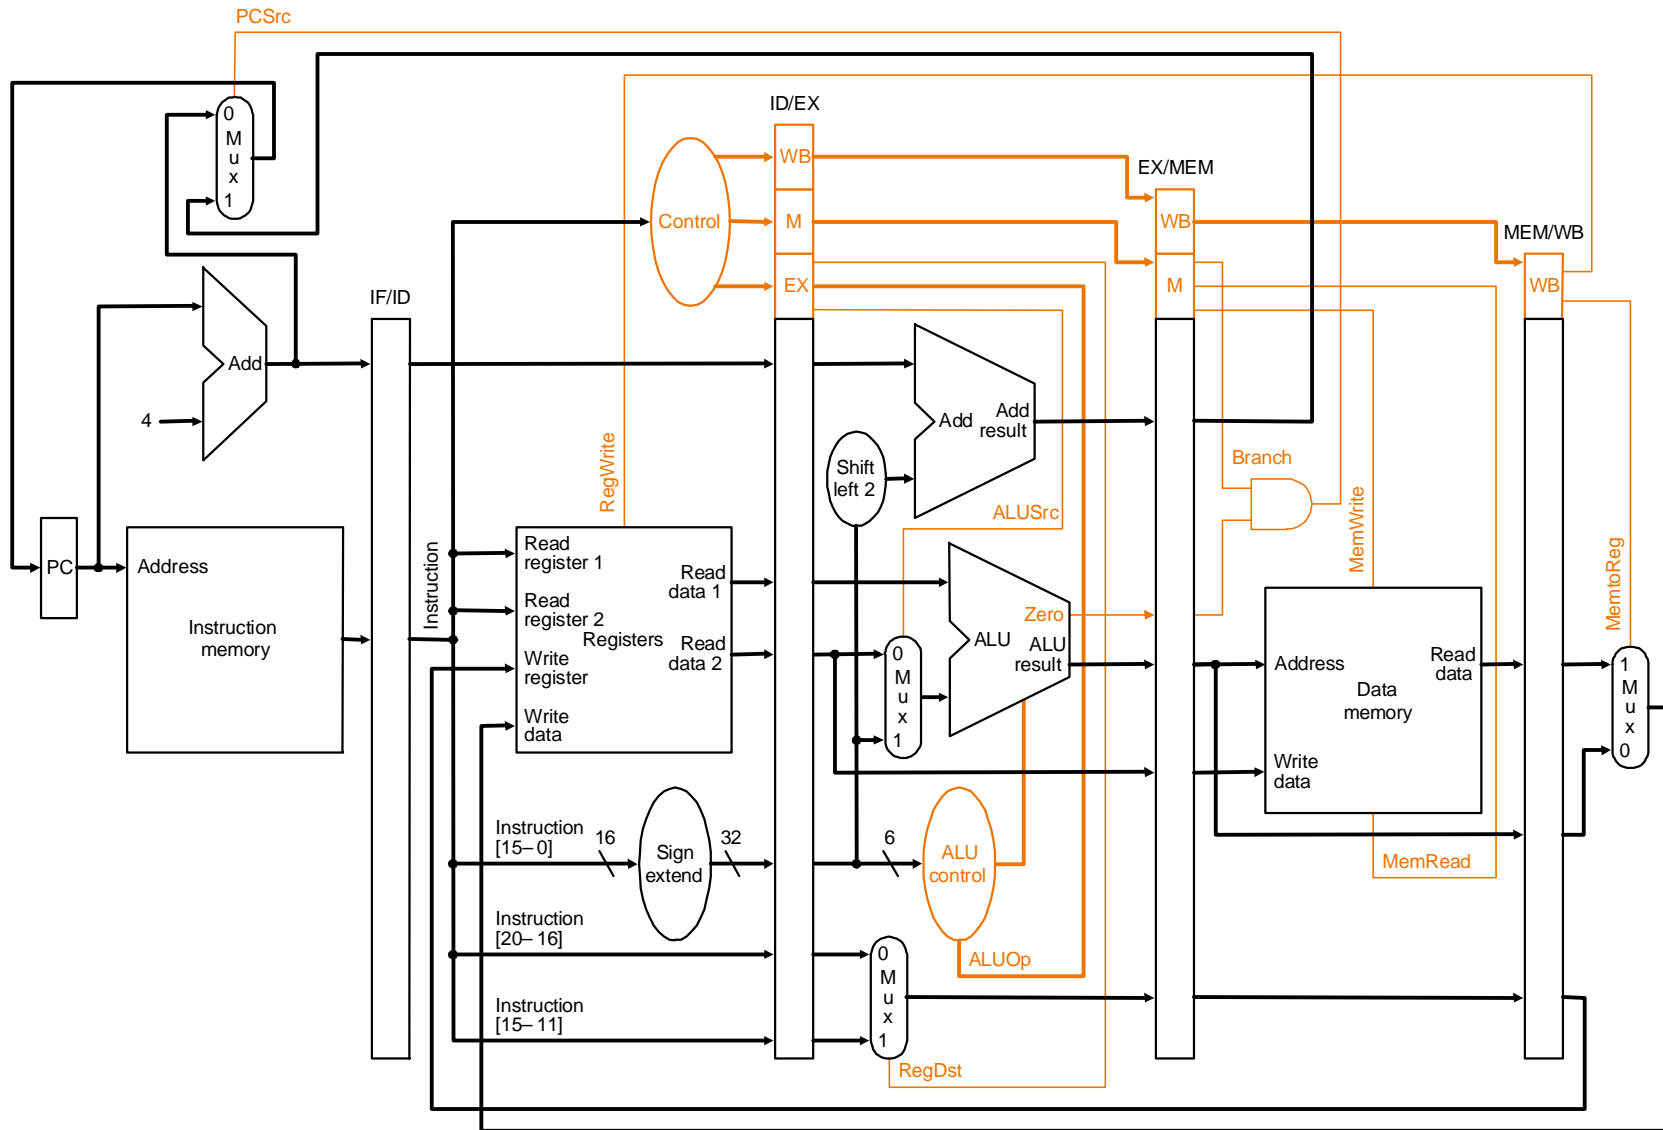 PCSrc
ID/EX
0
M
u
x
1
WB
EX/MEM
Control
M
WB
MEM/WB
IF/ID
EX
M
WB
Add
4
Add
Add
result
Shift
left 2
RegWrite
Branch
ALUSrc
MemWrite
PC
Address
Instruction
memory
Instruction
Read
register 1
Read
data 1
Read
register 2
Registers
Read
data 2
Write
register
Write
data
Zero
ALU
ALU
result
0
M
u
x
1
Address
Read
data
Data
memory
Write
data
MemtoReg
1
M
u
x
0
Instruction
[15–0]
16
Sign
extend
32
6
ALU
control
MemRead
Instruction
[20–16]
0
M
u
x
1
ALUOp
Instruction
[15–11]
RegDst